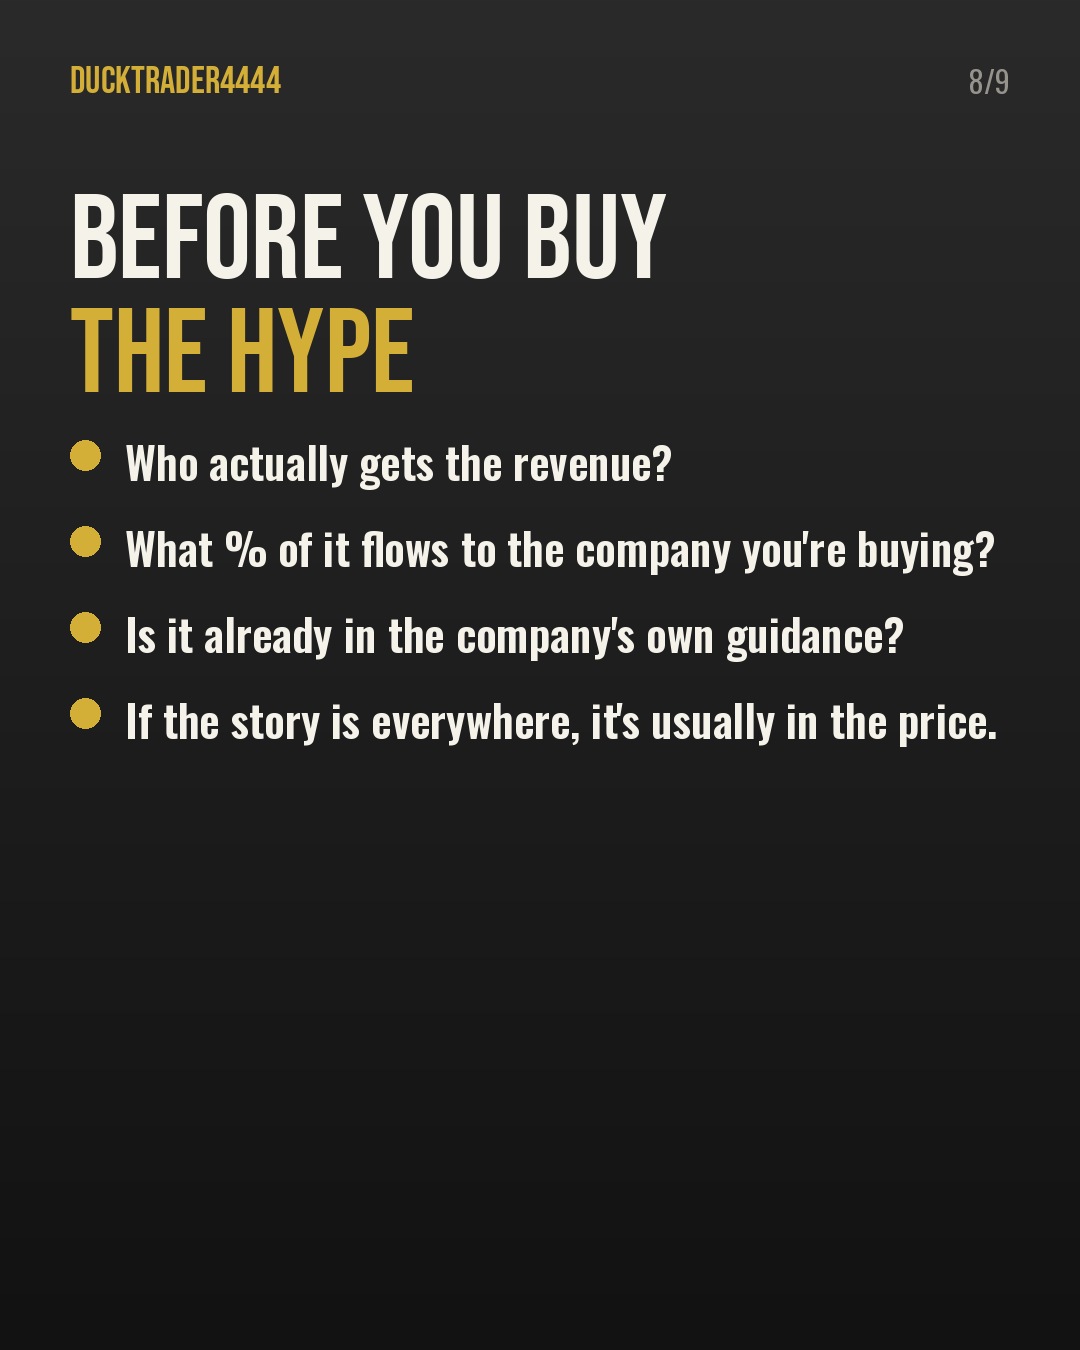 DUCKTRADER4444
8/9
BEFORE YOU BUY
THE HYPE
Who actually gets the revenue?
What % of it flows to the company you're buying?
Is it already in the company's own guidance?
If the story is everywhere, it's usually in the price.